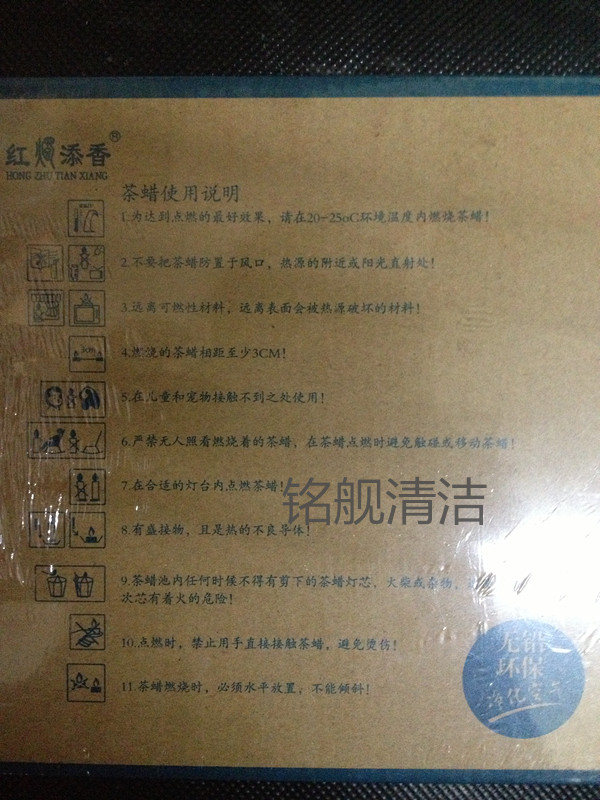 红烛添香®
HONG ZHU TIAN XIANG
茶蜡使用说明
1.为达到点燃的最好效果，请在20-25oC环境温度内燃烧茶蜡！
2.不要把茶蜡防置于风口，热源的附近或阳光直射处！
3.远离可燃性材料，远离表面会被热源破坏的材料！
3cm
4.燃烧的茶蜡相距至少3CM！
5.在儿童和宠物接触不到之处使用！
6.严禁无人照看燃烧着的茶蜡，在茶蜡点燃时避免触碰或移动茶蜡！
7.在合适的灯台内点燃茶蜡！
铭舰清洁
8.有盛接物，且是热的不良导体！
9.茶蜡池内任何时候不得有剪下的茶蜡灯芯、火柴或杂物，
次芯有着火的危险！
10.点燃时，禁止用手直接接触茶蜡，避免烫伤！
11.茶蜡燃烧时，必须水平放置，不能倾斜！
无铅
环保
净化空气